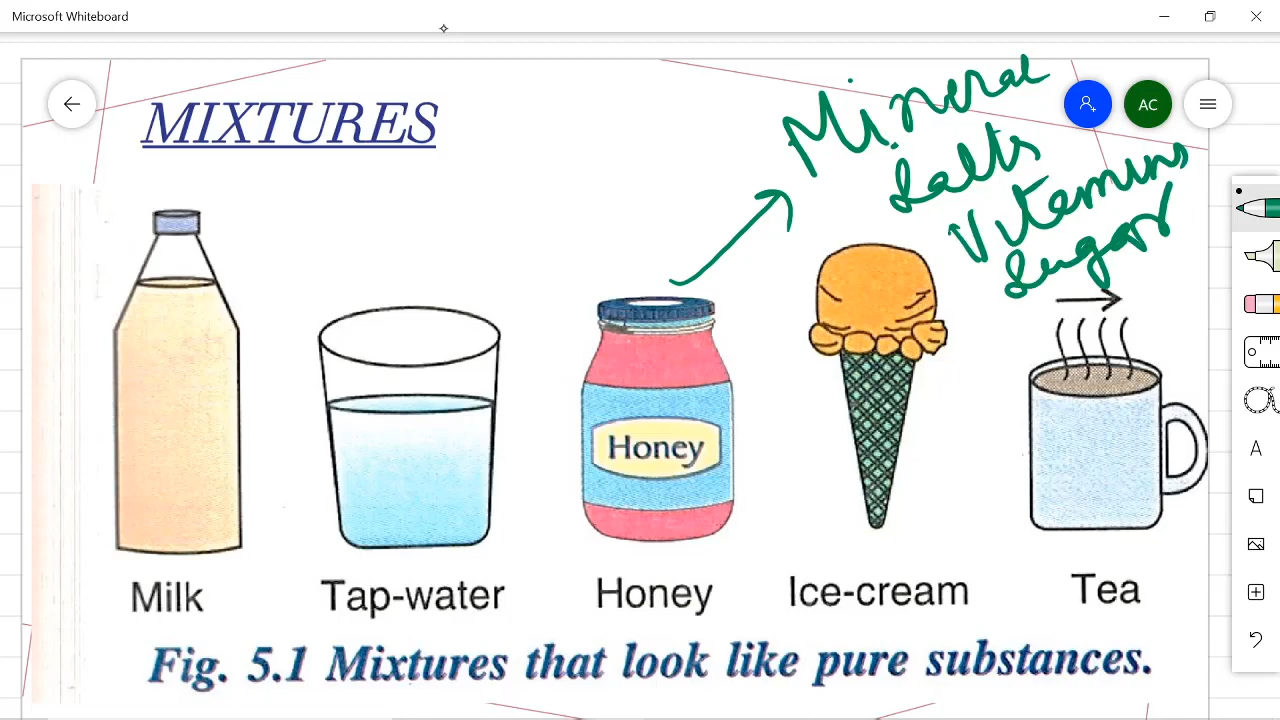 Microsoft Whiteboard
MIXTURES
AC
Mineral
Salts
Vitamins
Sugar
Honey
Milk
Tap-water
Honey
Ice-cream
Tea
Fig. 5.1 Mixtures that look like pure substances.